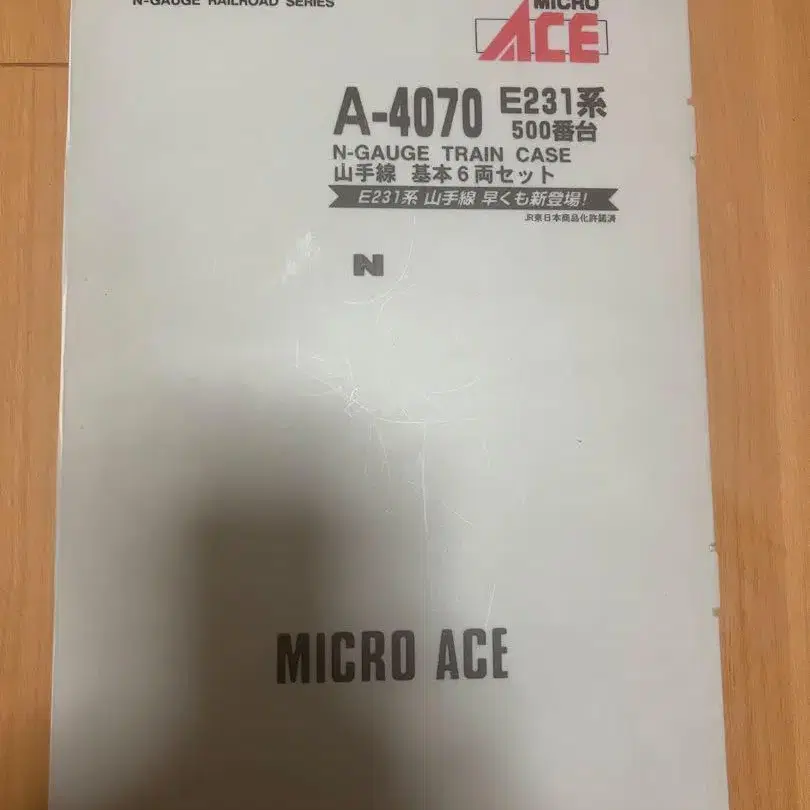 N-GAUGE RAILROAD SERIES
MICRO
ACE
A-4070 E231系
500番台
N-GAUGE TRAIN CASE
山手線 基本6両セット
E231系 山手線 早くも新登場!
JR東日本商品化許諾済
N
MICRO ACE